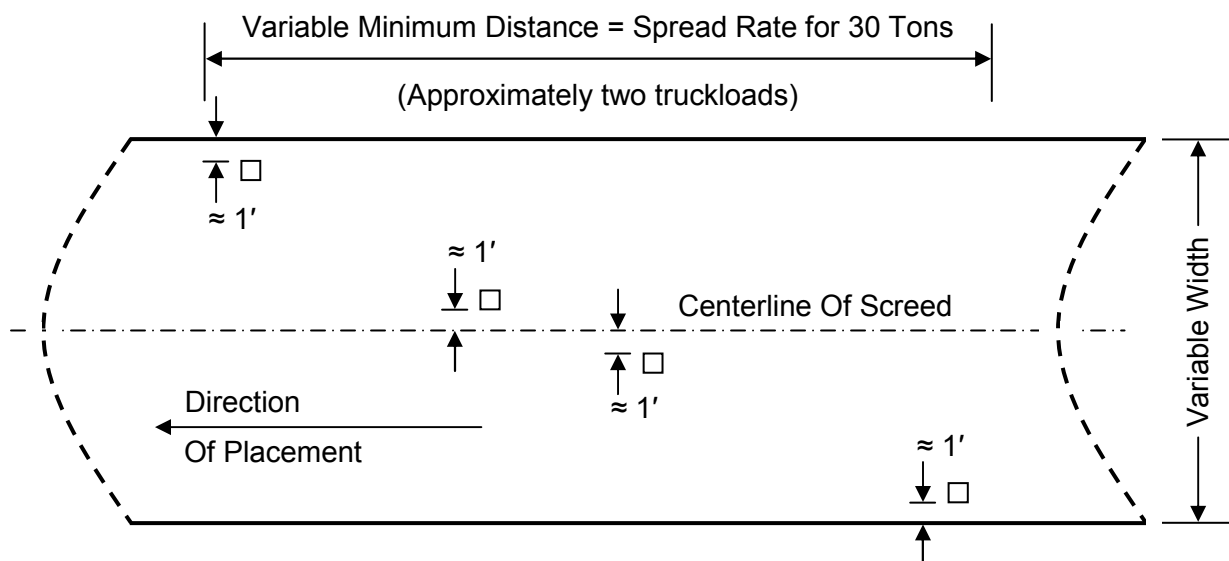 Variable Minimum Distance = Spread Rate for 30 Tons
(Approximately two truckloads)
≈ 1′
≈ 1′
Centerline Of Screed
≈ 1′
Direction
Of Placement
≈ 1′
Variable Width